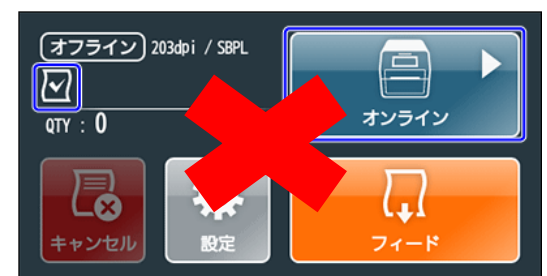 オフライン 203dpi / SBPL
QTY : 0
オンライン
キャンセル
設定
フィード